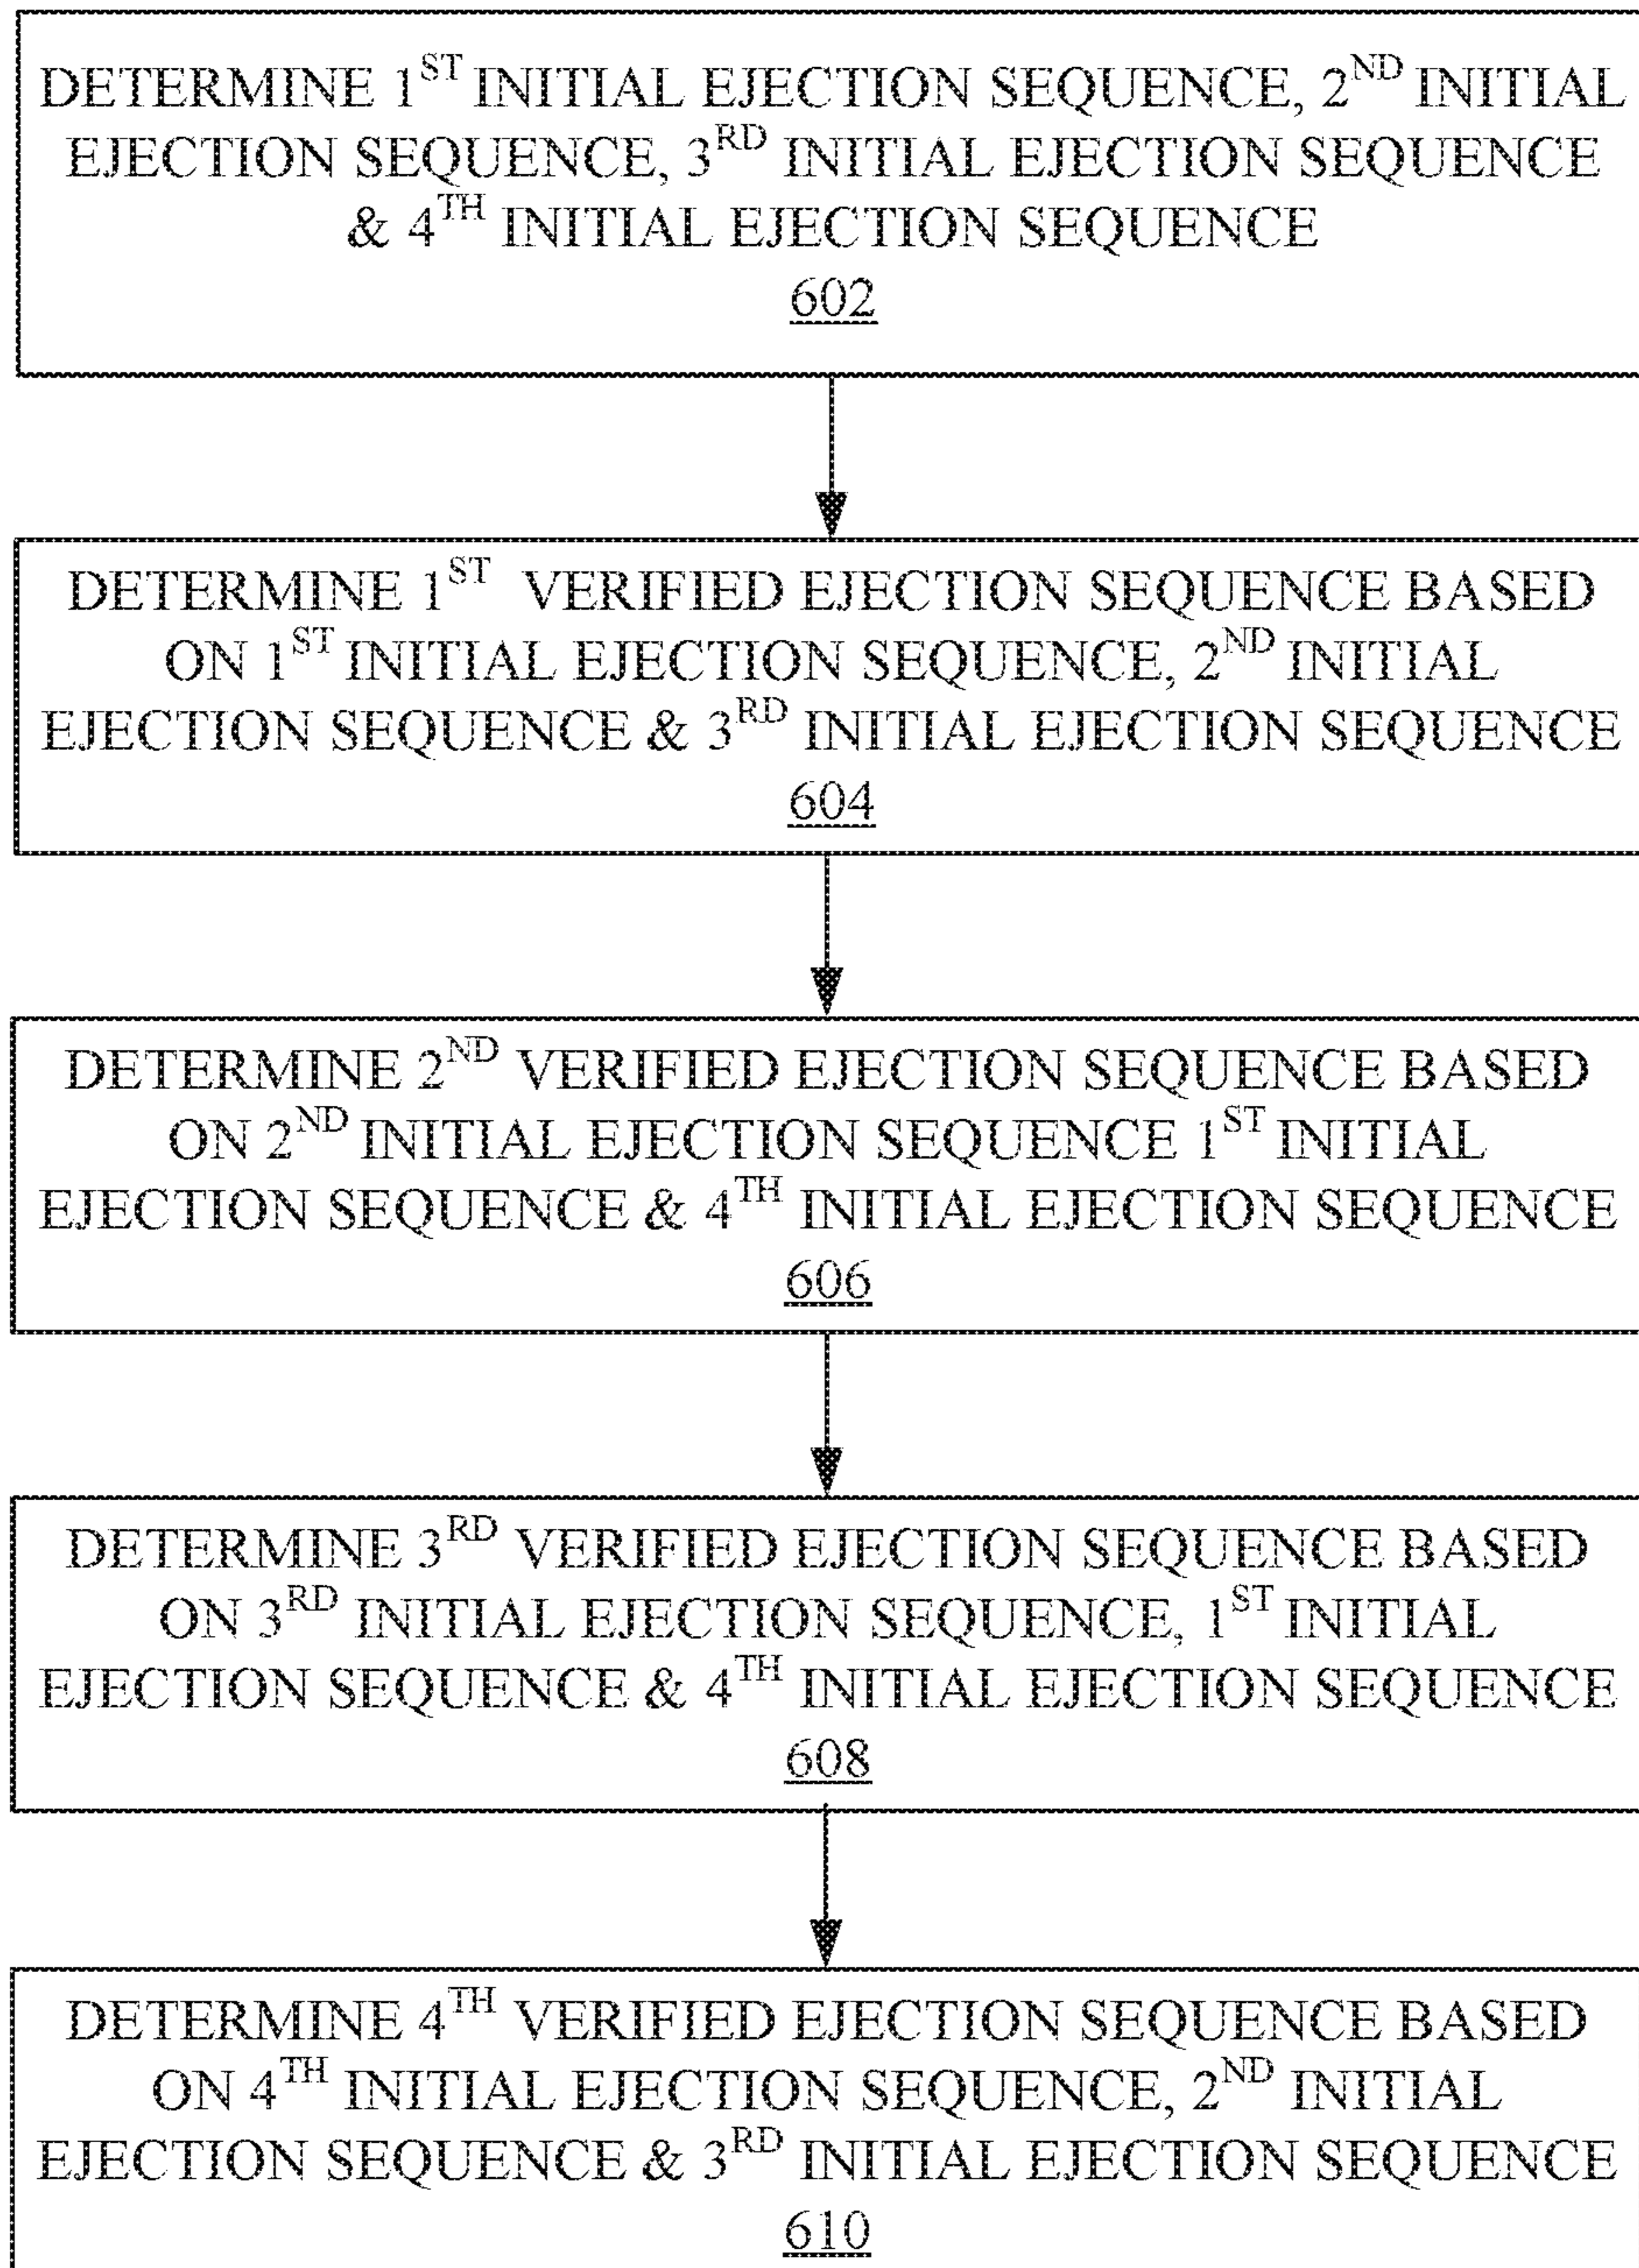 DETERMINE 1ST INITIAL EJECTION SEQUENCE, 2ND INITIAL
EJECTION SEQUENCE, 3RD INITIAL EJECTION SEQUENCE
& 4TH INITIAL EJECTION SEQUENCE
602
DETERMINE 1ST VERIFIED EJECTION SEQUENCE BASED
ON 1ST INITIAL EJECTION SEQUENCE, 2ND INITIAL
EJECTION SEQUENCE & 3RD INITIAL EJECTION SEQUENCE
604
DETERMINE 2ND VERIFIED EJECTION SEQUENCE BASED
ON 2ND INITIAL EJECTION SEQUENCE 1ST INITIAL
EJECTION SEQUENCE & 4TH INITIAL EJECTION SEQUENCE
606
DETERMINE 3RD VERIFIED EJECTION SEQUENCE BASED
ON 3RD INITIAL EJECTION SEQUENCE, 1ST INITIAL
EJECTION SEQUENCE & 4TH INITIAL EJECTION SEQUENCE
608
DETERMINE 4TH VERIFIED EJECTION SEQUENCE BASED
ON 4TH INITIAL EJECTION SEQUENCE, 2ND INITIAL
EJECTION SEQUENCE & 3RD INITIAL EJECTION SEQUENCE
610